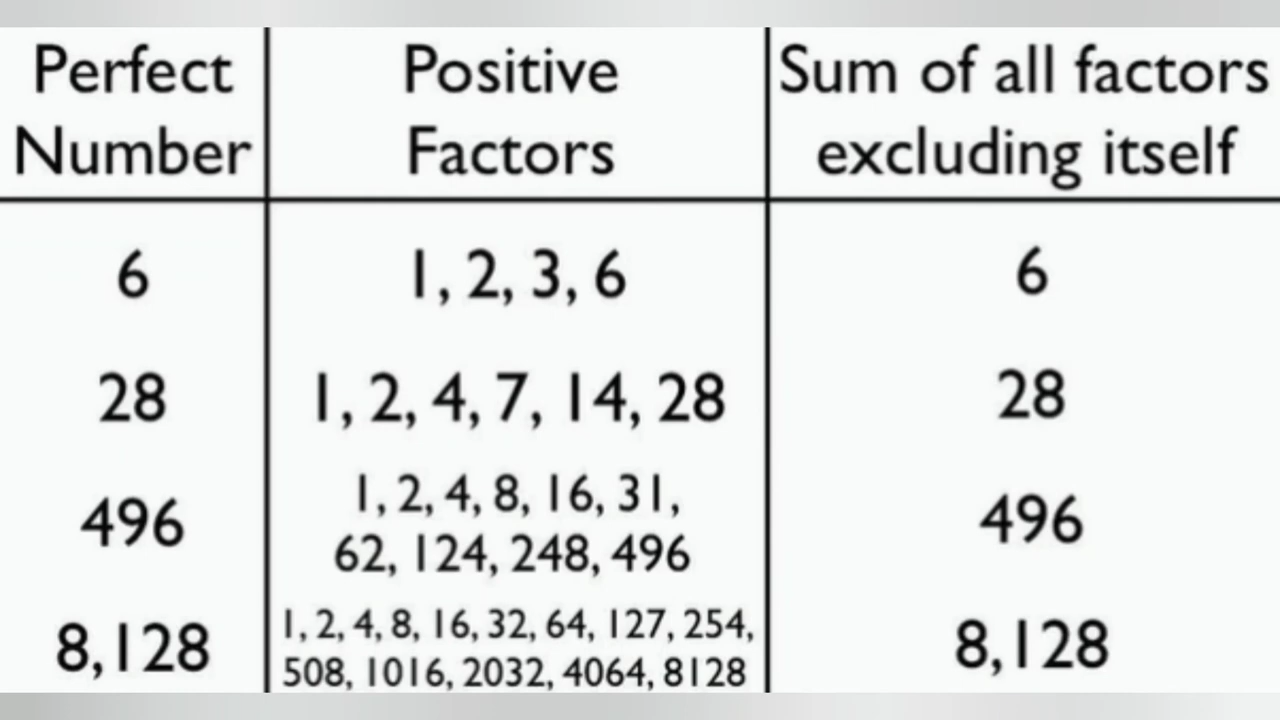 Perfect Number
Positive Factors
Sum of all factors excluding itself
6
1, 2, 3, 6
6
28
1, 2, 4, 7, 14, 28
28
496
1, 2, 4, 8, 16, 31,
62, 124, 248, 496
496
8,128
1, 2, 4, 8, 16, 32, 64, 127, 254,
508, 1016, 2032, 4064, 8128
8,128